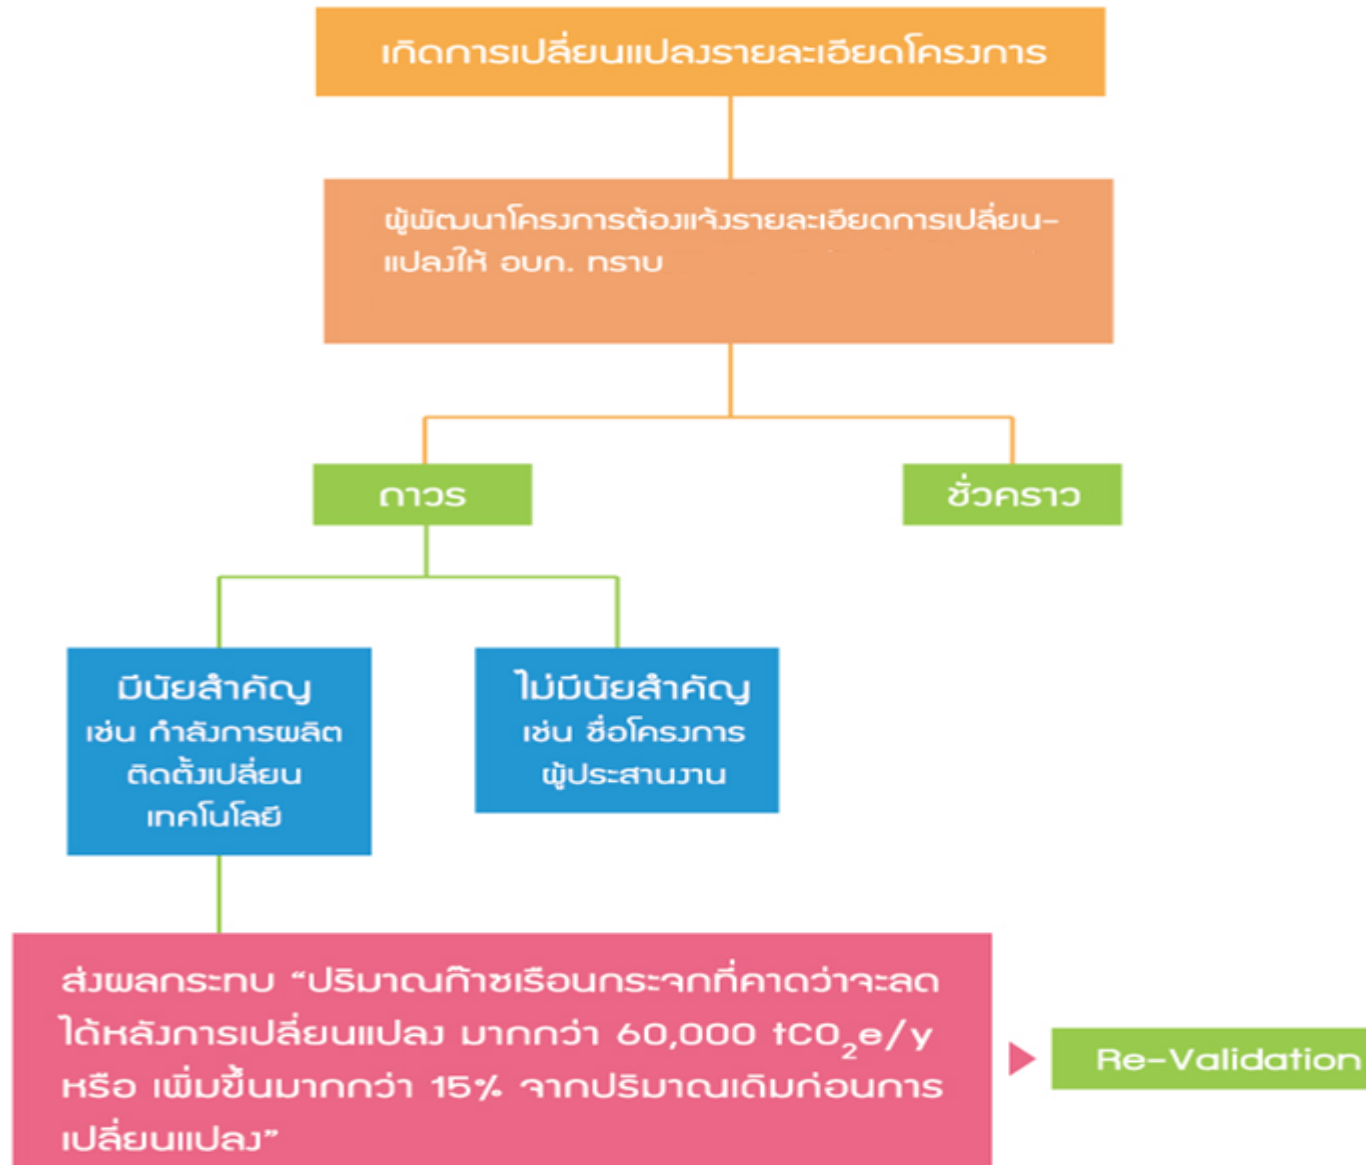 เกิดการเปลี่ยนแปลงรายละเอียดโครงการ
ผู้พัฒนาโครงการต้องแจ้งรายละเอียดการเปลี่ยน-
แปลงให้ อบก. ทราบ
ถาวร
ชั่วคราว
มีนัยสำคัญ
เช่น กำลังการผลิต
ติดตั้งเปลี่ยน
เทคโนโลยี
ไม่มีนัยสำคัญ
เช่น ชื่อโครงการ
ผู้ประสานงาน
ส่งผลกระทบ “ปริมาณก๊าซเรือนกระจกที่คาดว่าจะลด
ได้หลังการเปลี่ยนแปลง มากกว่า 60,000 tCO₂e/y
หรือ เพิ่มขึ้นมากกว่า 15% จากปริมาณเดิมก่อนการ
เปลี่ยนแปลง”
Re-Validation